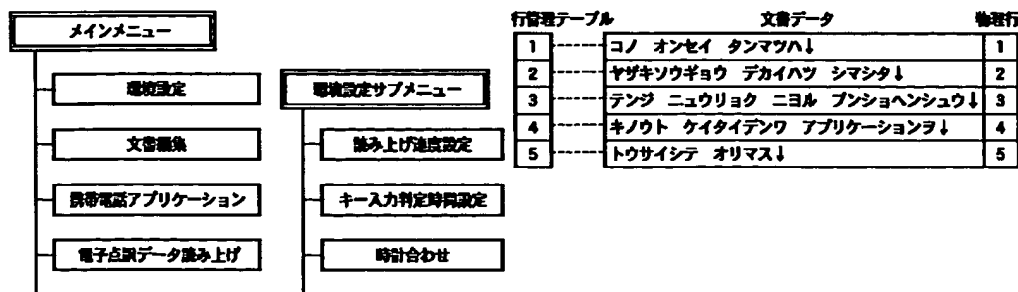 メインメニュー
環境設定
文書編集
携帯電話アプリケーション
電子点訳データ読み上げ
環境設定サブメニュー
読み上げ速度設定
キー入力判定時間設定
時計合わせ
行管理テーブル 文書データ 物理行
1 コノ オンセイ タンマツハ↓ 1
2 ヤザキソウギョウ デカイハツ シマシタ↓ 2
3 テンジ ニュウリョク ニヨル ブンショヘンシュウ↓ 3
4 キノウト ケイタイデンワ アプリケーションヲ↓ 4
5 トウサイシテ オリマス↓ 5